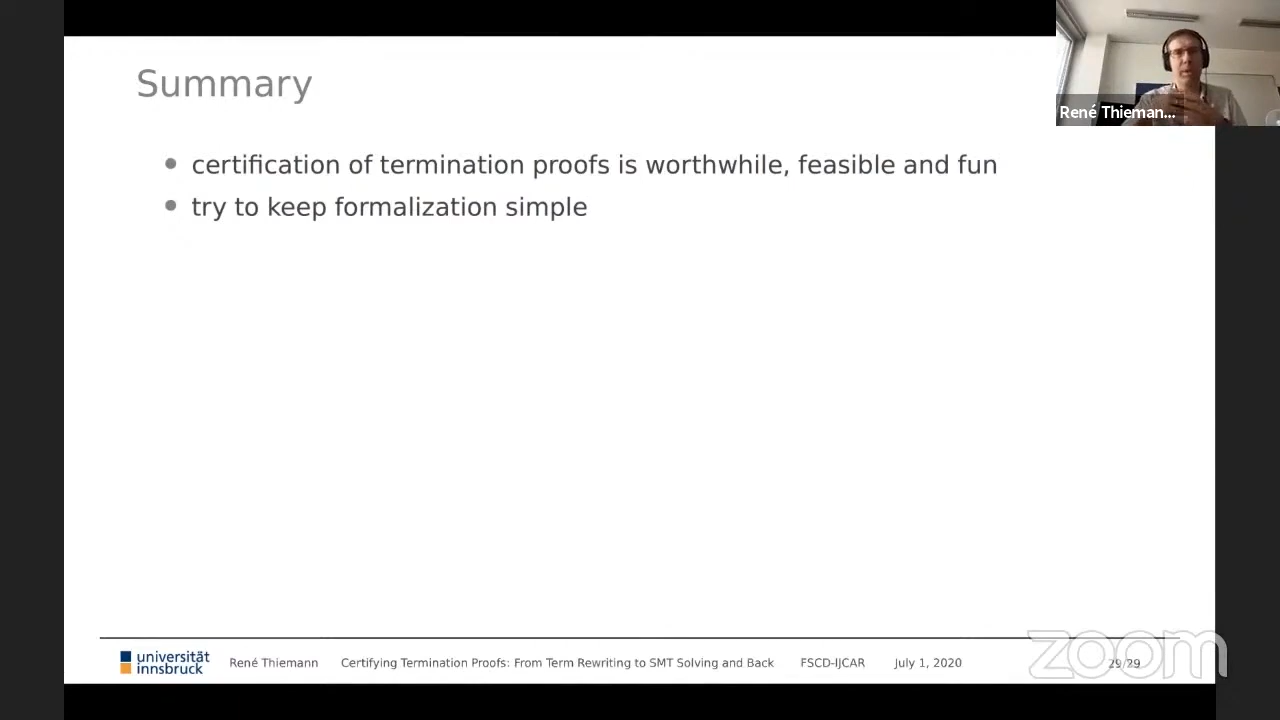 Summary
René Thieman...
certification of termination proofs is worthwhile, feasible and fun
try to keep formalization simple
universität
innsbruck
René Thiemann Certifying Termination Proofs: From Term Rewriting to SMT Solving and Back FSCD-IJCAR July 1, 2020 29/29
zoom